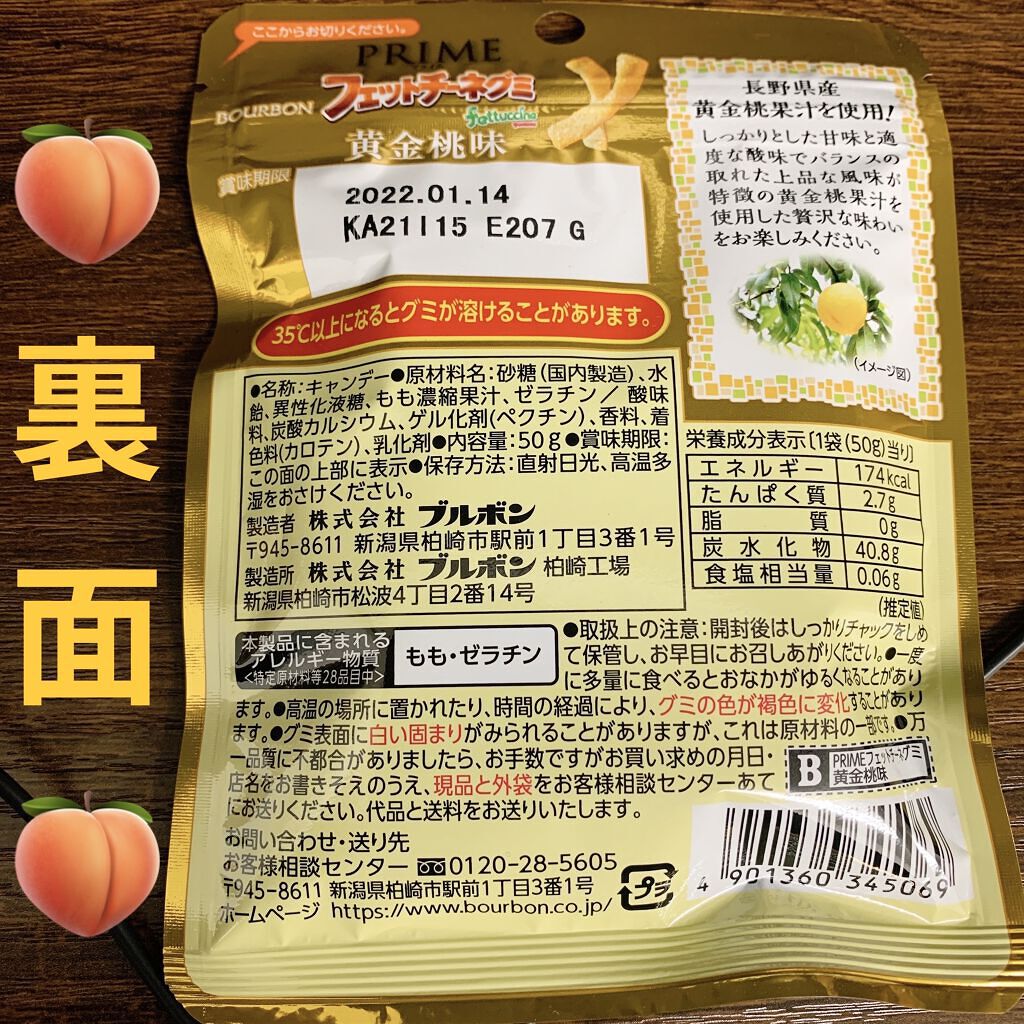 ここからお切りください。
PRIME
BOURBON
フェットチーネグミ
fettuccine
黄金桃味
賞味期限
2022.01.14
KA21I15 E207 G
長野県産
黄金桃果汁を使用!
しっかりとした甘味と適
度な酸味でバランスの
取れた上品な風味が
特徴の黄金桃果汁を
使用した贅沢な味わい
をお楽しみください。
(イメージ図)
35℃以上になるとグミが溶けることがあります。
●名称:キャンデー●原材料名:砂糖(国内製造)、水
飴、異性化液糖、もも濃縮果汁、ゼラチン/酸味
料、炭酸カルシウム、ゲル化剤(ペクチン)、香料、着
色料(カロテン)、乳化剤●内容量:50g●賞味期限:
この面の上部に表示●保存方法:直射日光、高温多
湿をおさけください。
製造者 株式会社 ブルボン
〒945-8611 新潟県柏崎市駅前1丁目3番1号
製造所 株式会社 ブルボン 柏崎工場
新潟県柏崎市松波4丁目2番14号
栄養成分表示〔1袋(50g)当り〕
エネルギー 174kcal
たんぱく質 2.7g
脂質 0g
炭水化物 40.8g
食塩相当量 0.06g
(推定値)
本製品に含まれる
アレルギー物質
<特定原材料等28品目中>
もも・ゼラチン
●取扱上の注意:開封後はしっかりチャックをしめ
て保管し、お早目にお召しあがりください。●一度
に多量に食べるとおなかがゆるくなることがあり
ます。●高温の場所に置かれたり、時間の経過により、グミの色が褐色に変化することがあり
ます。●グミ表面に白い固まりがみられることがありますが、これは原材料の一部です。●万
一品質に不都合がありましたら、お手数ですがお買い求めの月日・
店名をお書きそえのうえ、現品と外袋をお客様相談センターあて
にお送りください。代品と送料をお送りいたします。
B PRIMEフェットチーネグミ
黄金桃味
お問い合わせ・送り先
お客様相談センター 0120-28-5605
〒945-8611 新潟県柏崎市駅前1丁目3番1号
ホームページ https://www.bourbon.co.jp/
プラ
4 901360 345069
裏面